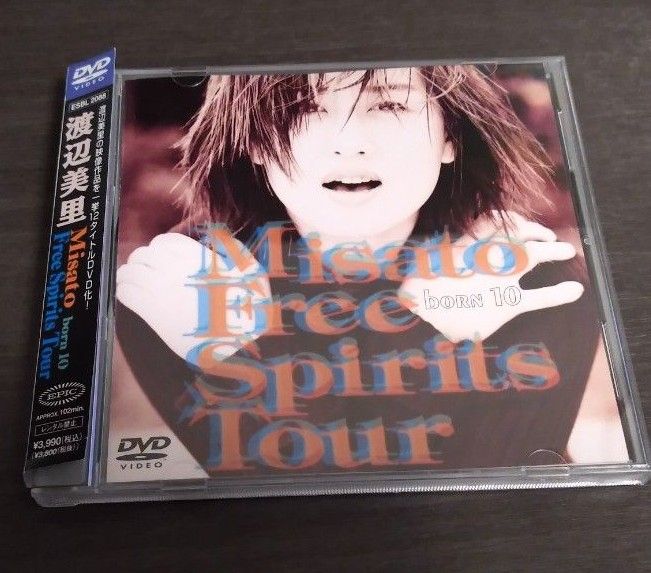 DVD
VIDEO
ESBL 2088
渡辺美里の映像作品を一挙12タイトルDVD化!
渡辺美里
Misato born 10
Free Spirits Tour
EPIC
APPROX.102min.
レンタル禁止
¥3,990(税込)
(¥3,800(税抜))
Misato
Free
born 10
Spirits
Tour
DVD
VIDEO